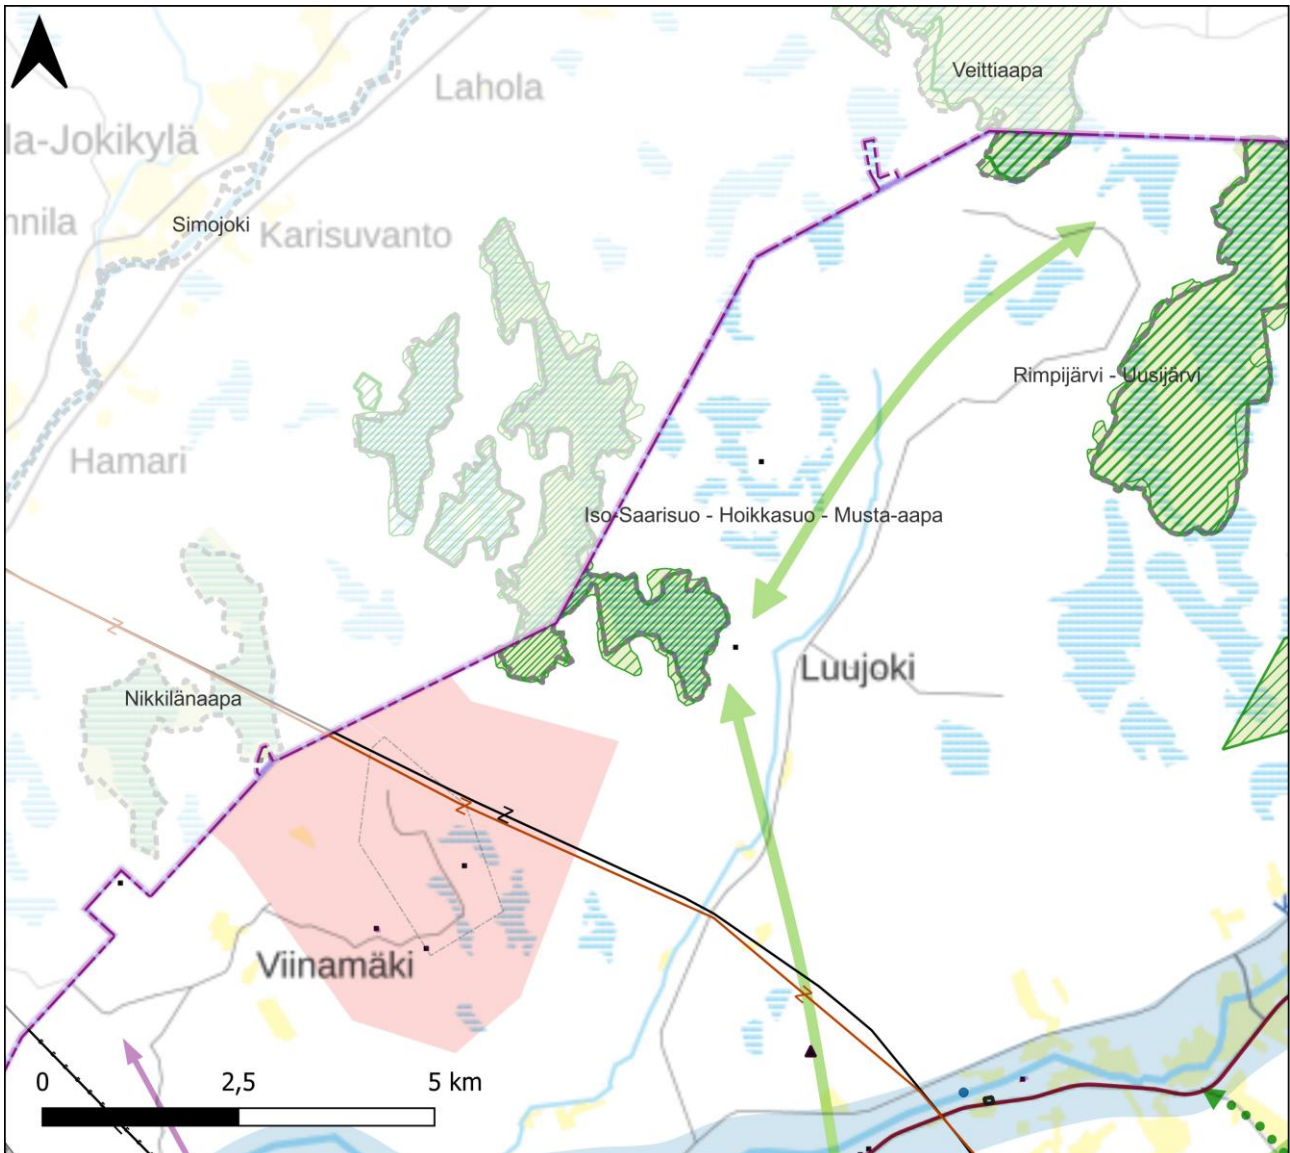 Veittiaapa
Lahola
la-Jokikylä
nnila
Simojoki
Karisuvanto
Rimpijärvi - Uusijärvi
Hamari
Iso-Saarisuo - Hoikkasuo - Musta-aapa
Luujoki
Nikkilänaapa
Viinamäki
0 2,5 5 km